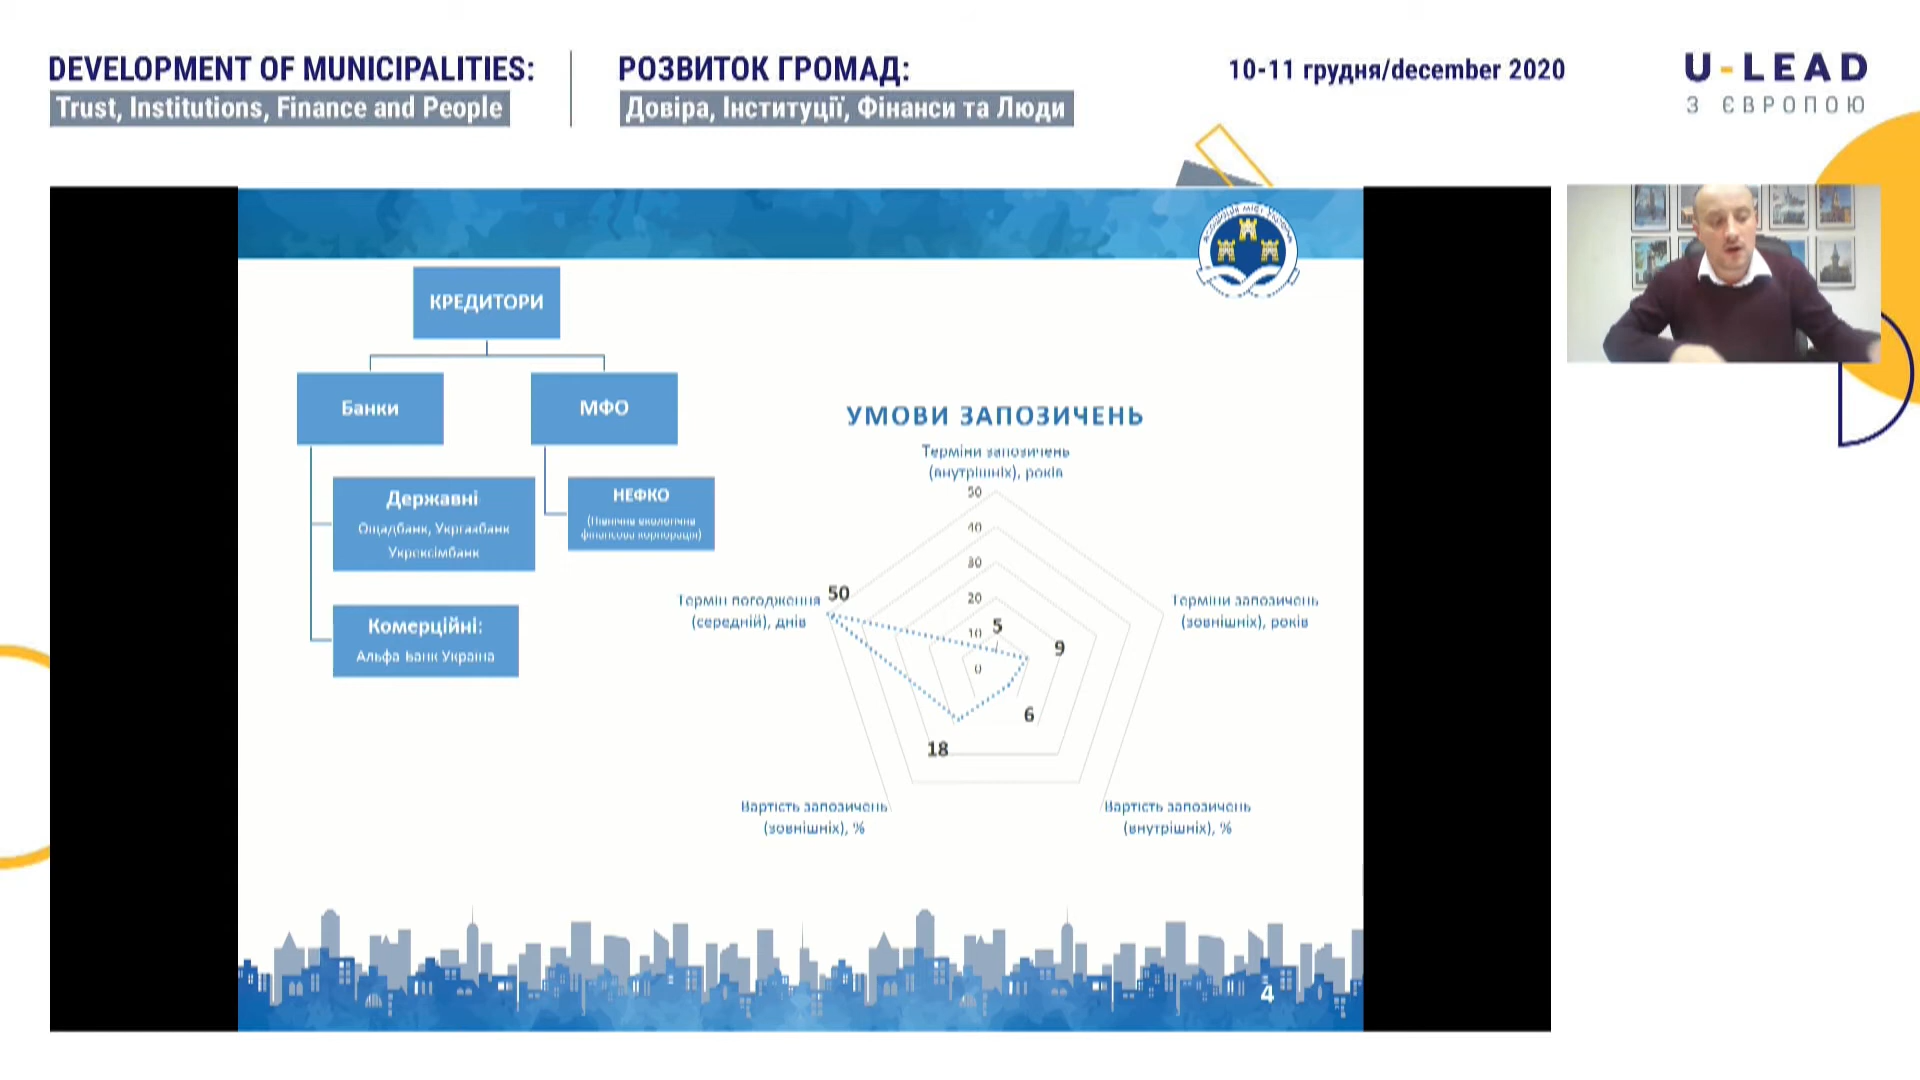 DEVELOPMENT OF MUNICIPALITIES:
Trust, Institutions, Finance and People
РОЗВИТОК ГРОМАД:
Довіра, Інституції, Фінанси та Люди
10-11 грудня/december 2020
U-LEAD
З ЄВРОПОЮ
КРЕДИТОРИ
Банки
МФО
Державні
Ощадбанк, Укргазбанк
Укрексімбанк
НЕФКО
(Північна екологічна
фінансова корпорація)
Комерційні:
Альфа Банк Україна
УМОВИ ЗАПОЗИЧЕНЬ
Терміни запозичень
(внутрішніх), років
50
40
30
20
10
0
5
Терміни запозичень
(зовнішніх), років
9
Вартість запозичень
(внутрішніх), %
6
Вартість запозичень
(зовнішніх), %
18
Термін погодження
(середній), днів
50
4